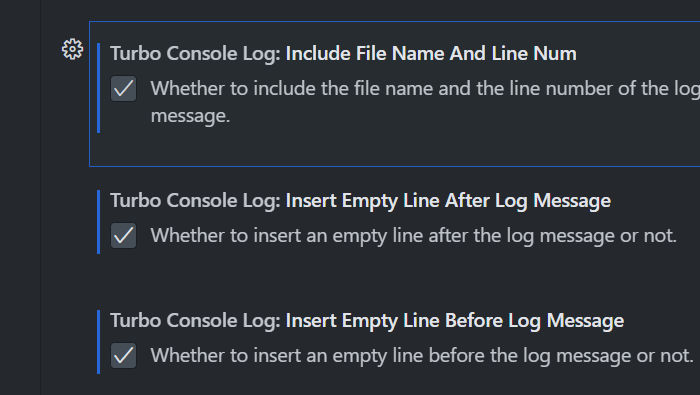 Turbo Console Log: Include File Name And Line Num
Whether to include the file name and the line number of the log
message.
Turbo Console Log: Insert Empty Line After Log Message
Whether to insert an empty line after the log message or not.
Turbo Console Log: Insert Empty Line Before Log Message
Whether to insert an empty line before the log message or not.